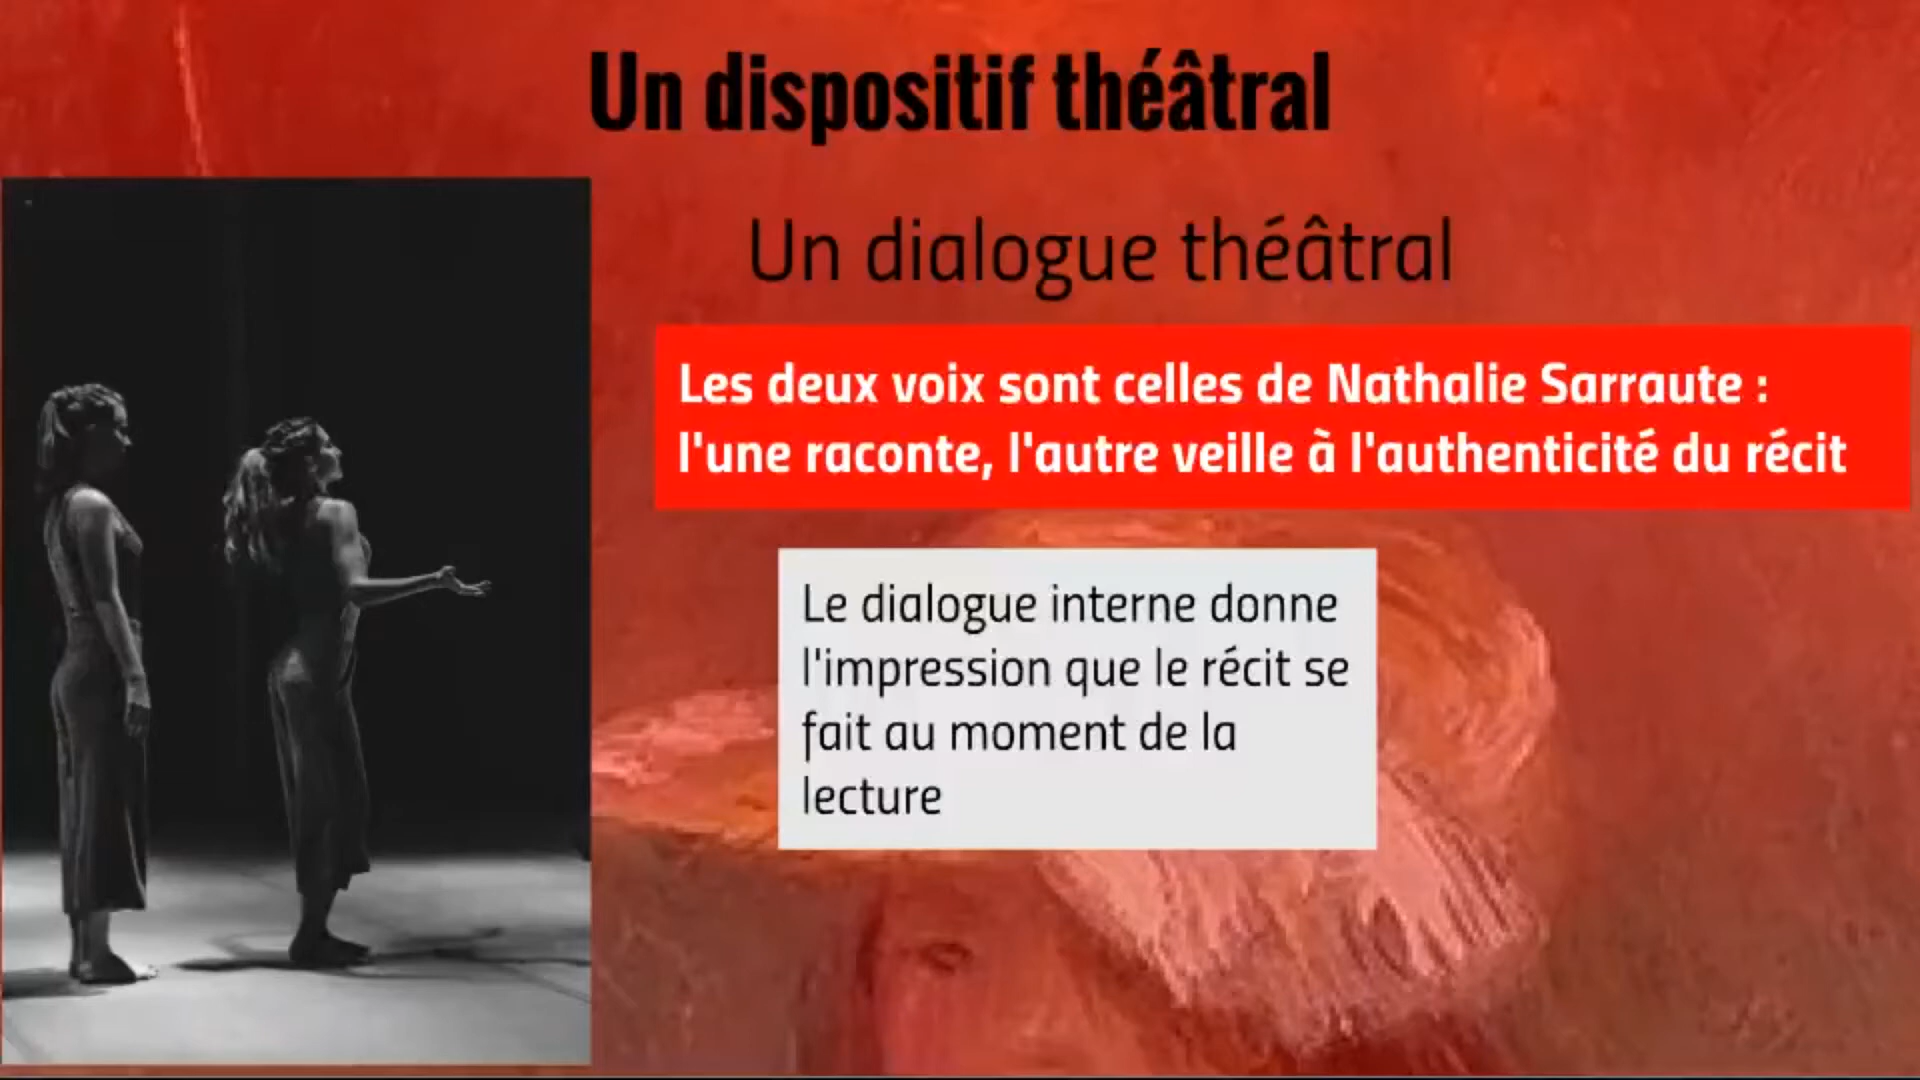 Un dispositif théâtral
Un dialogue théâtral
Les deux voix sont celles de Nathalie Sarraute :
l'une raconte, l'autre veille à l'authenticité du récit
Le dialogue interne donne
l'impression que le récit se
fait au moment de la
lecture